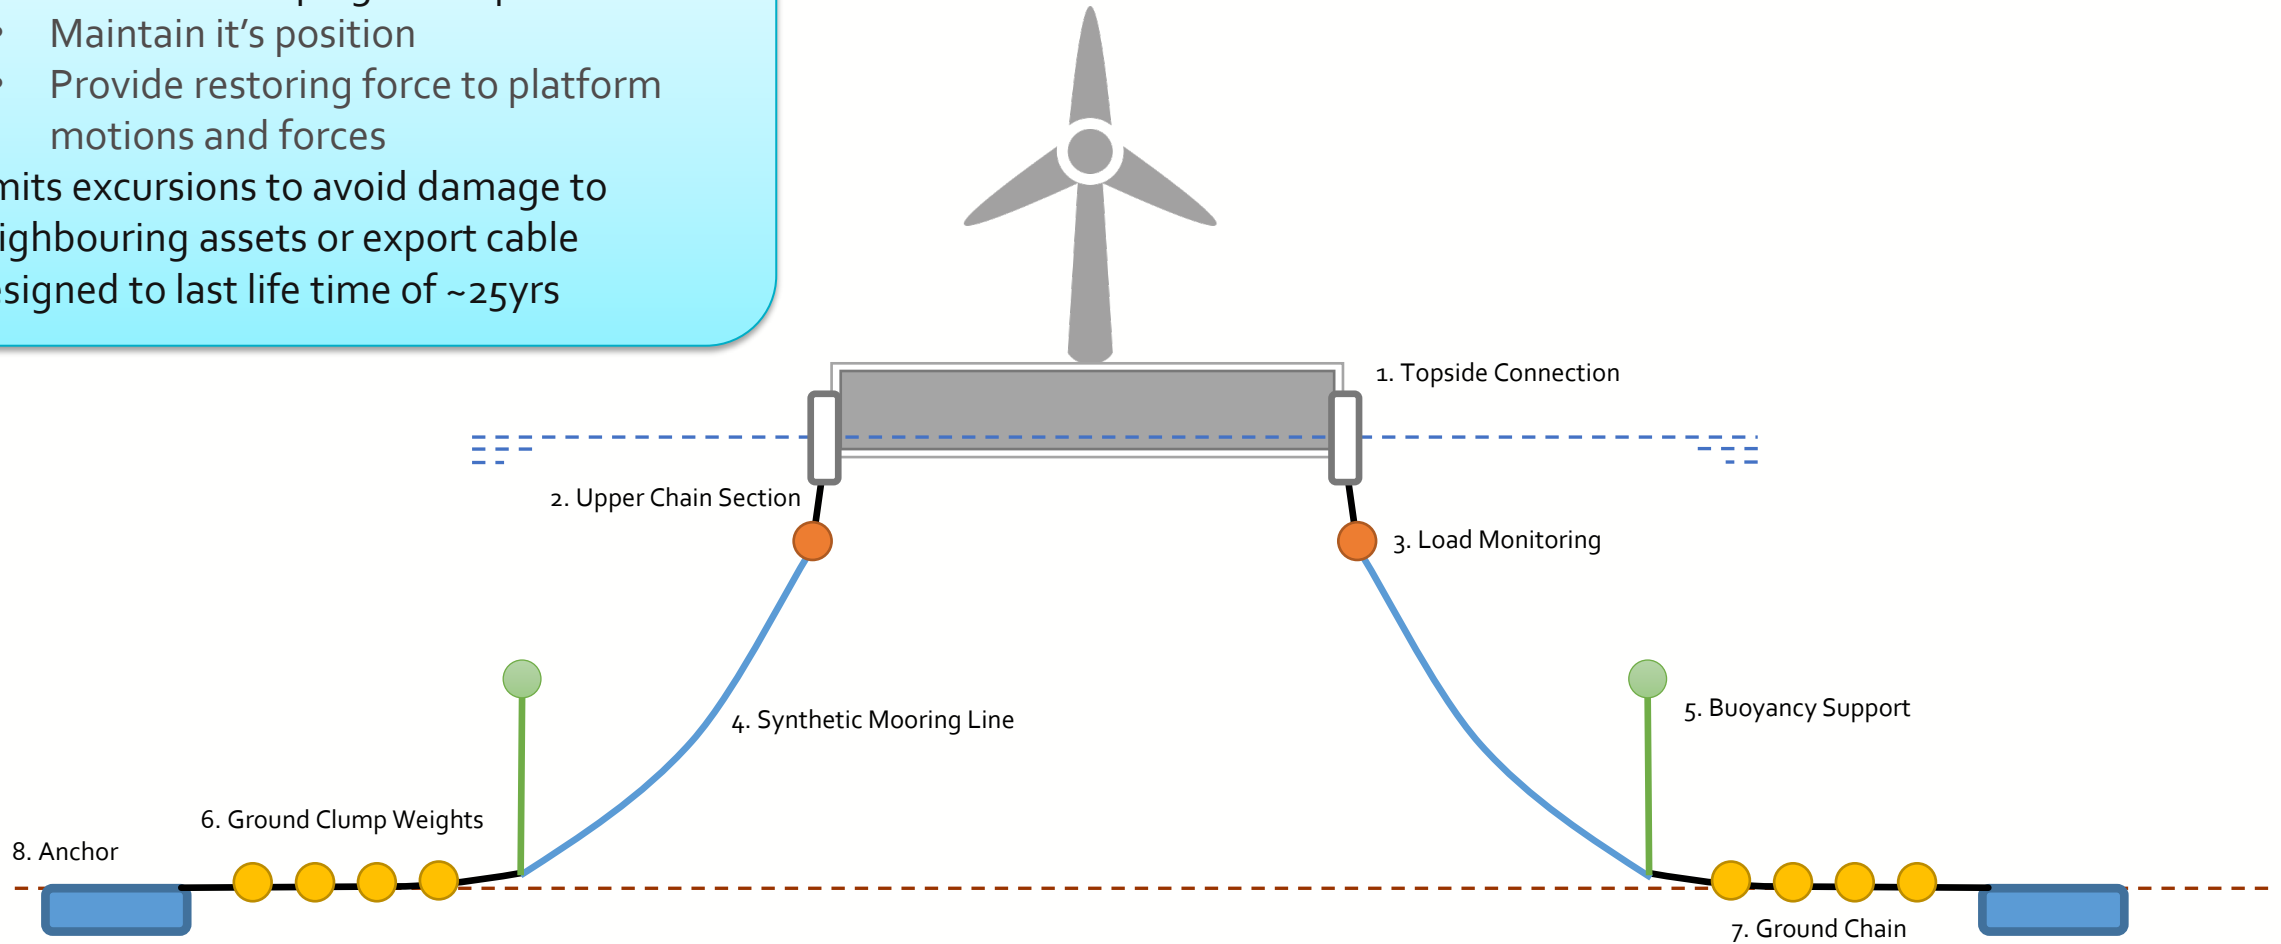 • Maintain it's position
• Provide restoring force to platform
motions and forces
mits excursions to avoid damage to
ighbouring assets or export cable
signed to last life time of ~25yrs
1. Topside Connection
2. Upper Chain Section
3. Load Monitoring
4. Synthetic Mooring Line
5. Buoyancy Support
6. Ground Clump Weights
8. Anchor
7. Ground Chain